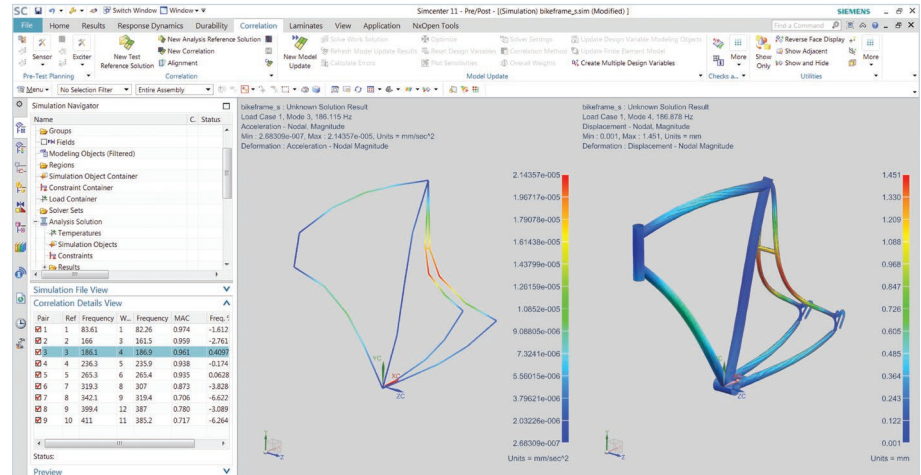 SC Switch Window Window Simcenter 11 - Pre/Post - [(Simulation) bikeframe_s.sim (Modified) ] SIEMENS
File Home Results Response Dynamics Durability Correlation Laminates View Application NxOpen Tools Find a Command
Sensor Exciter More New Test Reference Solution
New Analysis Reference Solution
New Correlation
Alignment
New Model Update
Solve Work Solution Optimize Solver Settings Update Design Variable Modeling Objects
Refresh Model Update Results Reset Design Variables Correlation Method Update Finite Element Model
Calculate Errors Plot Sensitivities Overall Weights Create Multiple Design Variables
More Show Only
Reverse Face Display
Show Adjacent
Show and Hide
More
Pre-Test Planning Correlation Model Update Checks a... Utilities
Menu No Selection Filter Entire Assembly
Simulation Navigator
Name C. Status
Groups
Fields
Modeling Objects (Filtered)
Regions
Simulation Object Container
Constraint Container
Load Container
Solver Sets
Analysis Solution
Temperatures
Simulation Objects
Constraints
Results
Simulation File View
Correlation Details View
Pair Ref Frequency W... Frequency MAC Freq. %
1 1 83.61 1 82.26 0.974 -1.612
2 2 166 3 161.5 0.959 -2.761
3 3 186.1 4 186.9 0.961 0.4097
4 4 236.3 5 235.9 0.938 -0.174
5 5 265.3 6 265.4 0.935 0.0628
6 7 319.3 8 307 0.873 -3.828
7 8 342.1 9 319.4 0.706 -6.622
8 9 399.4 12 387 0.780 -3.089
9 10 411 11 385.2 0.717 -6.264
Status:
Preview
bikeframe_s : Unknown Solution Result
Load Case 1, Mode 3, 186.115 Hz
Acceleration - Nodal, Magnitude
Min : 2.68309e-007, Max : 2.14357e-005, Units = mm/sec^2
Deformation : Acceleration - Nodal Magnitude
2.14357e-005
1.96717e-005
1.79078e-005
1.61438e-005
1.43799e-005
1.26159e-005
1.0852e-005
9.08805e-006
7.3241e-006
5.56015e-006
3.79621e-006
2.03226e-006
2.68309e-007
Units = mm/sec^2
YC
XC
ZC
Y
Z
bikeframe_s : Unknown Solution Result
Load Case 1, Mode 4, 186.878 Hz
Displacement - Nodal, Magnitude
Min : 0.001, Max : 1.451, Units = mm
Deformation : Displacement - Nodal Magnitude
1.451
1.330
1.209
1.088
0.968
0.847
0.726
0.605
0.485
0.364
0.243
0.122
0.001
Units = mm
YC
XC
ZC
Y
Z